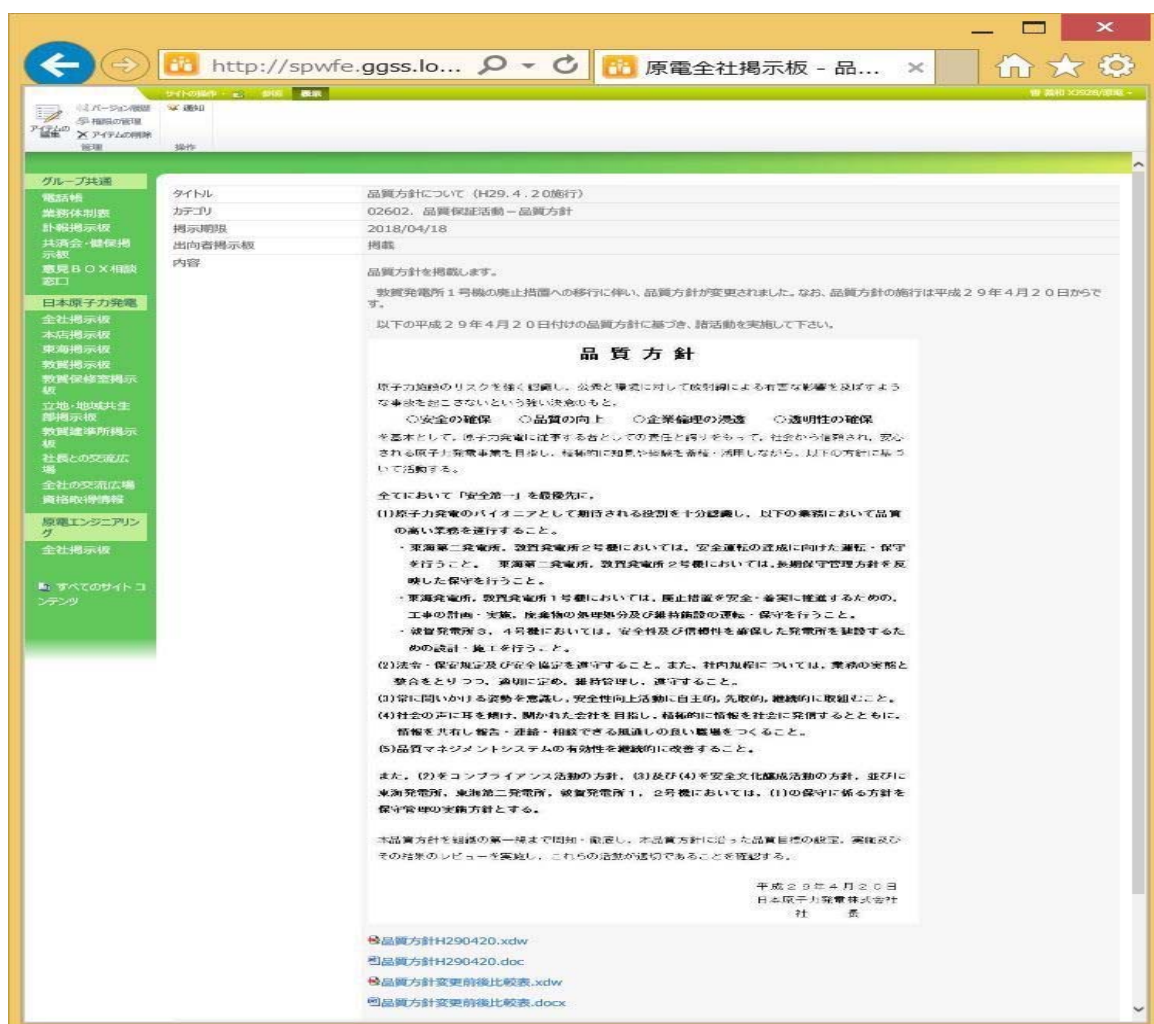 http://spwfe.ggss.lo...
原電全社掲示板 - 品...
サイトの操作
参照
表示
アイテムの編集
バージョン履歴
権限の管理
アイテムの削除
管理
通知
操作
グループ共通
電話帳
業務体制表
訃報掲示板
共済会・健保掲
示板
意見ＢＯＸ相談
窓口
日本原子力発電
全社掲示板
本店掲示板
東海掲示板
敦賀掲示板
敦賀保修室掲示
板
立地・地域共生
部掲示板
敦賀建準所掲示
板
社長との交流広
場
全社の交流広場
資格取得情報
原電エンジニアリン
グ
全社掲示板
すべてのサイト コ
ンテンツ
タイトル 品質方針について（H29．4．20施行）
カテゴリ 02602．品質保証活動－品質方針
掲示期限 2018/04/18
出向者掲示板 掲載
内容
品質方針を掲載します。
敦賀発電所１号機の廃止措置への移行に伴い、品質方針が変更されました。なお、品質方針の施行は平成２９年４月２０日からで
す。
以下の平成２９年４月２０日付けの品質方針に基づき、諸活動を実施して下さい。
品 質 方 針
原子力施設のリスクを強く認識し，公衆と環境に対して放射線による有害な影響を及ぼすよう
な事故を起こさないという強い決意のもと，
○安全の確保 ○品質の向上 ○企業倫理の浸透 ○透明性の確保
を基本として，原子力発電に従事する者としての責任と誇りをもって，社会から信頼され，安心
される原子力発電事業を目指し，積極的に知見や経験を蓄積・活用しながら，以下の方針に基づ
いて活動する。
全てにおいて「安全第一」を最優先に，
(1)原子力発電のパイオニアとして期待される役割を十分認識し，以下の業務において品質
の高い業務を遂行すること。
・東海第二発電所，敦賀発電所２号機においては，安全運転の達成に向けた運転・保守
を行うこと。 東海第二発電所，敦賀発電所２号機においては，長期保守管理方針を反
映した保守を行うこと。
・東海発電所，敦賀発電所１号機においては，廃止措置を安全・着実に推進するための，
工事の計画・実施，廃棄物の処理処分及び維持施設の運転・保守を行うこと。
・敦賀発電所３，４号機においては，安全性及び信頼性を確保した発電所を建設するた
めの設計・施工を行うこと。
(2)法令・保安規定及び安全協定を遵守すること。また，社内規程については，業務の実態と
整合をとりつつ，適切に定め，維持管理し，遵守すること。
(3)常に問いかける姿勢を意識し，安全性向上活動に自主的，先取的，継続的に取組むこと。
(4)社会の声に耳を傾け，開かれた会社を目指し，積極的に情報を社会に発信するとともに，
情報を共有し報告・連絡・相談できる風通しの良い職場をつくること。
(5)品質マネジメントシステムの有効性を継続的に改善すること。
また，(2)をコンプライアンス活動の方針，(3)及び(4)を安全文化醸成活動の方針，並びに
東海発電所，東海第二発電所，敦賀発電所１，２号機においては，(1)の保守に係る方針を
保守管理の実施方針とする。
本品質方針を組織の第一線まで周知・徹底し，本品質方針に沿った品質目標の設定，実施及び
その結果のレビューを実施し，これらの活動が適切であることを確認する。
平成２９年４月２０日
日本原子力発電株式会社
社 長
品質方針H290420.xdw
品質方針H290420.doc
品質方針変更前後比較表.xdw
品質方針変更前後比較表.docx